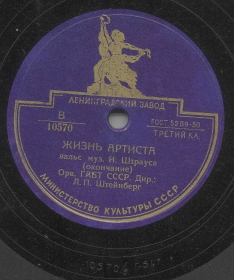 ЛЕНИНГРАДСКИЙ ЗАВОД
В
10570
ГОСТ 5289-50
ТРЕТИЙ КЛ.
ЖИЗНЬ АРТИСТА
вальс муз. И. Штрауса
(окончание)
Орк. ГАБТ СССР. Дир.:
Л. П. Штейнберг
МИНИСТЕРСТВО КУЛЬТУРЫ СССР